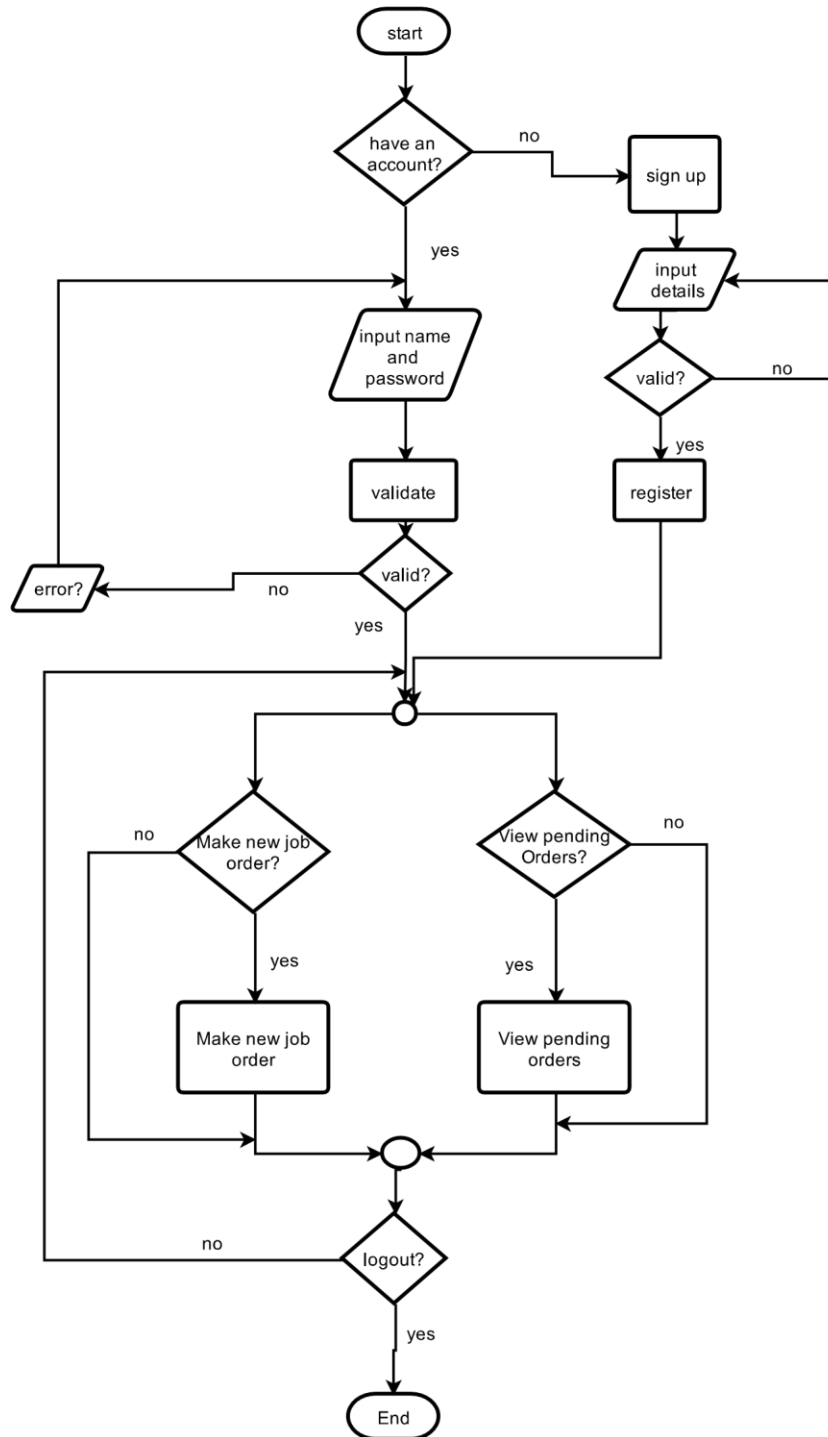 start
have an
account?
no
sign up
yes
input
details
input name
and
password
valid?
no
yes
validate
register
error?
no
valid?
yes
no
Make new job
order?
View pending
Orders?
no
yes
yes
Make new job
order
View pending
orders
no
logout?
yes
End